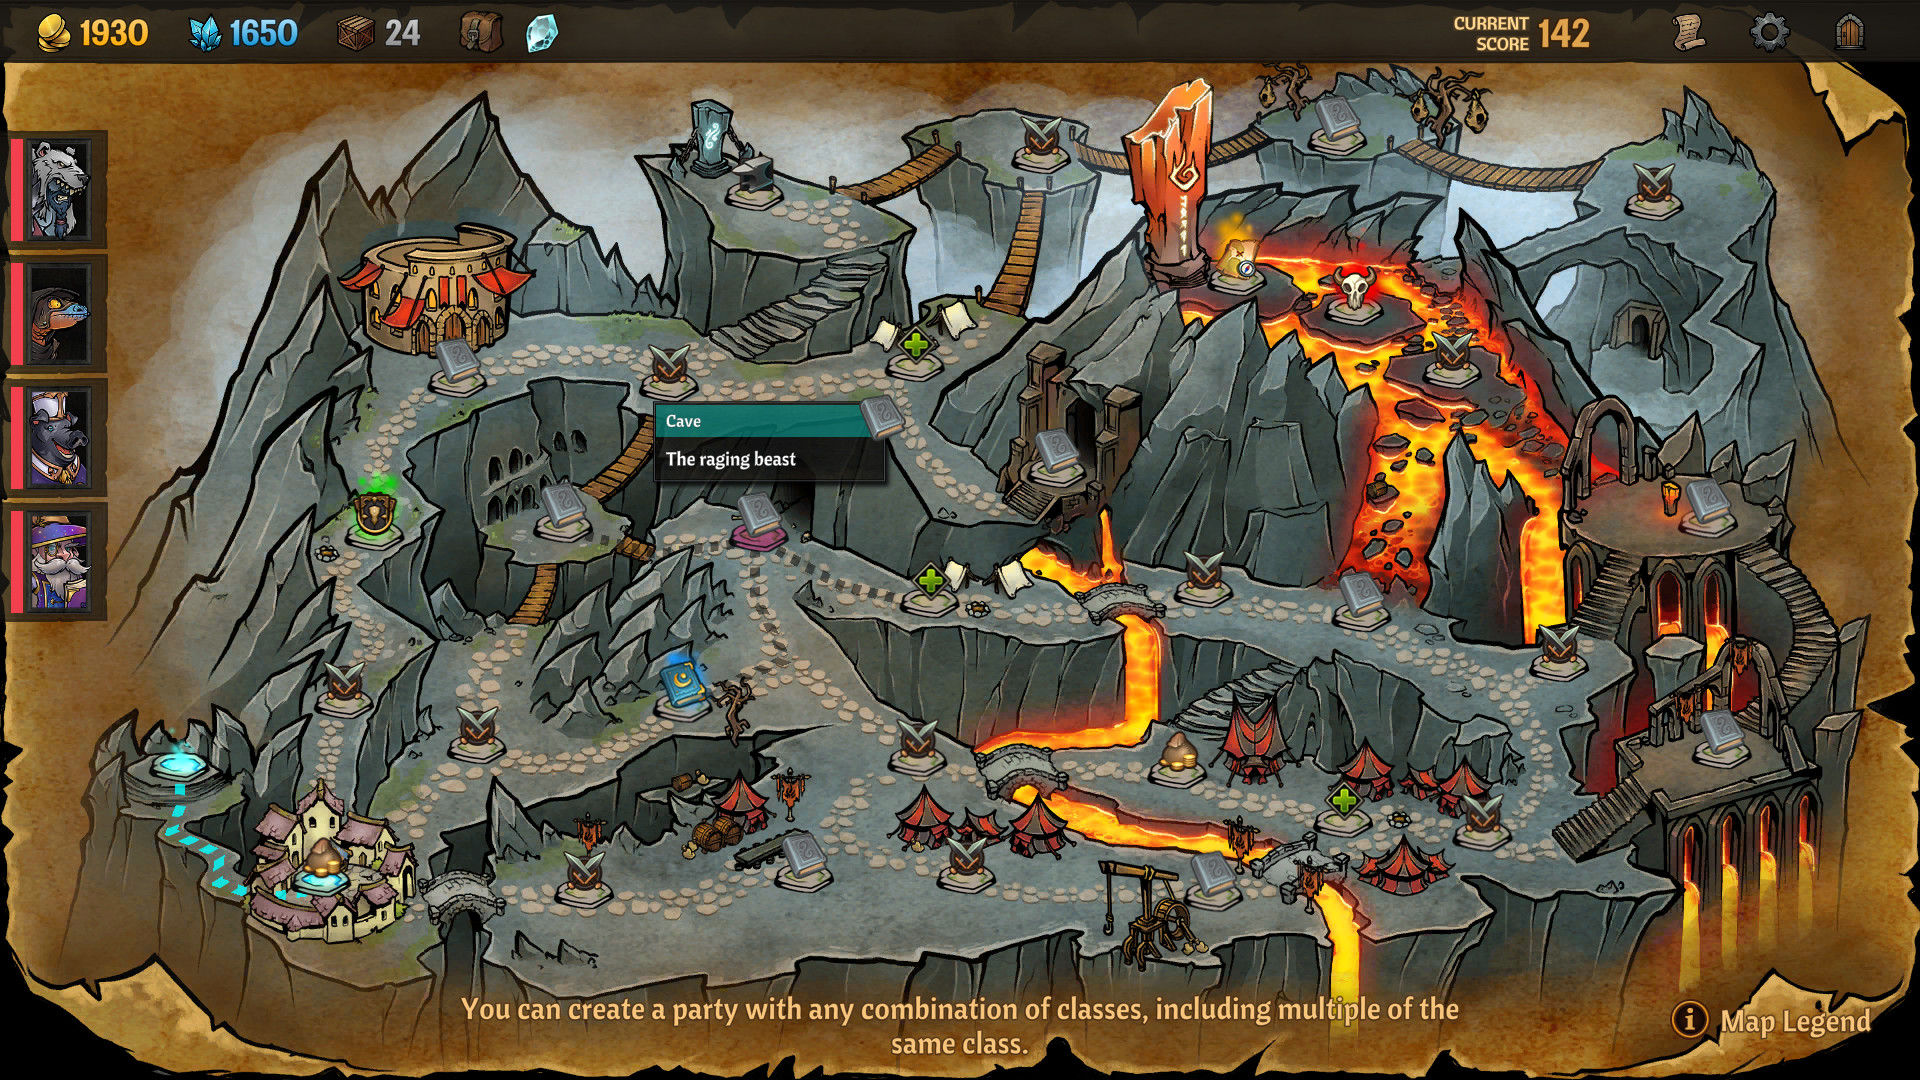 1930
1650
24
CURRENT
SCORE 142
Cave
The raging beast
You can create a party with any combination of classes, including multiple of the
same class.
i Map Legend